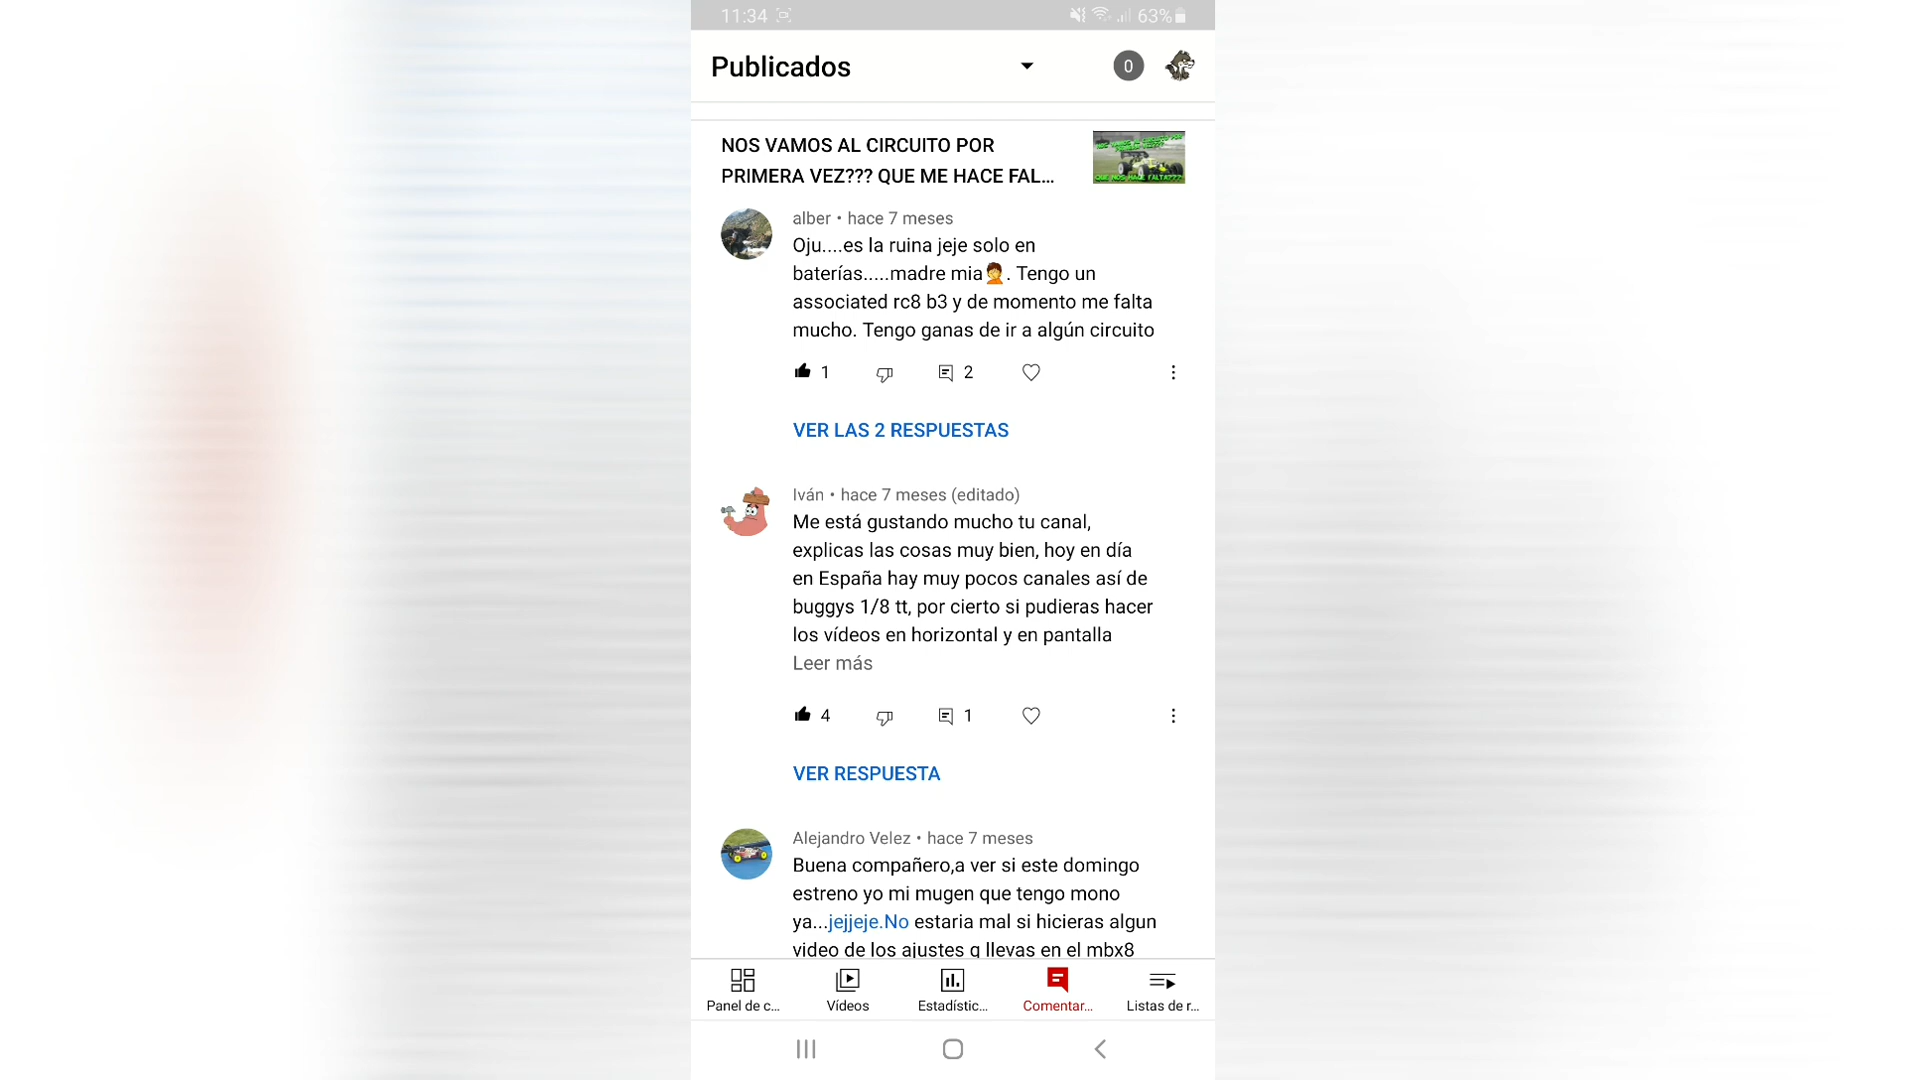 11:34
63%
Publicados
0
NOS VAMOS AL CIRCUITO POR
PRIMERA VEZ??? QUE ME HACE FAL...
QUE NOS HACE FALTA???
alber • hace 7 meses
Oju....es la ruina jeje solo en
baterías.....madre mia🤦. Tengo un
associated rc8 b3 y de momento me falta
mucho. Tengo ganas de ir a algún circuito
1
2
VER LAS 2 RESPUESTAS
Iván • hace 7 meses (editado)
Me está gustando mucho tu canal,
explicas las cosas muy bien, hoy en día
en España hay muy pocos canales así de
buggys 1/8 tt, por cierto si pudieras hacer
los vídeos en horizontal y en pantalla
Leer más
4
1
VER RESPUESTA
Alejandro Velez • hace 7 meses
Buena compañero,a ver si este domingo
estreno yo mi mugen que tengo mono
ya...jejjeje.No estaria mal si hicieras algun
video de los ajustes q llevas en el mbx8
Panel de c...
Vídeos
Estadístic...
Comentar...
Listas de r...